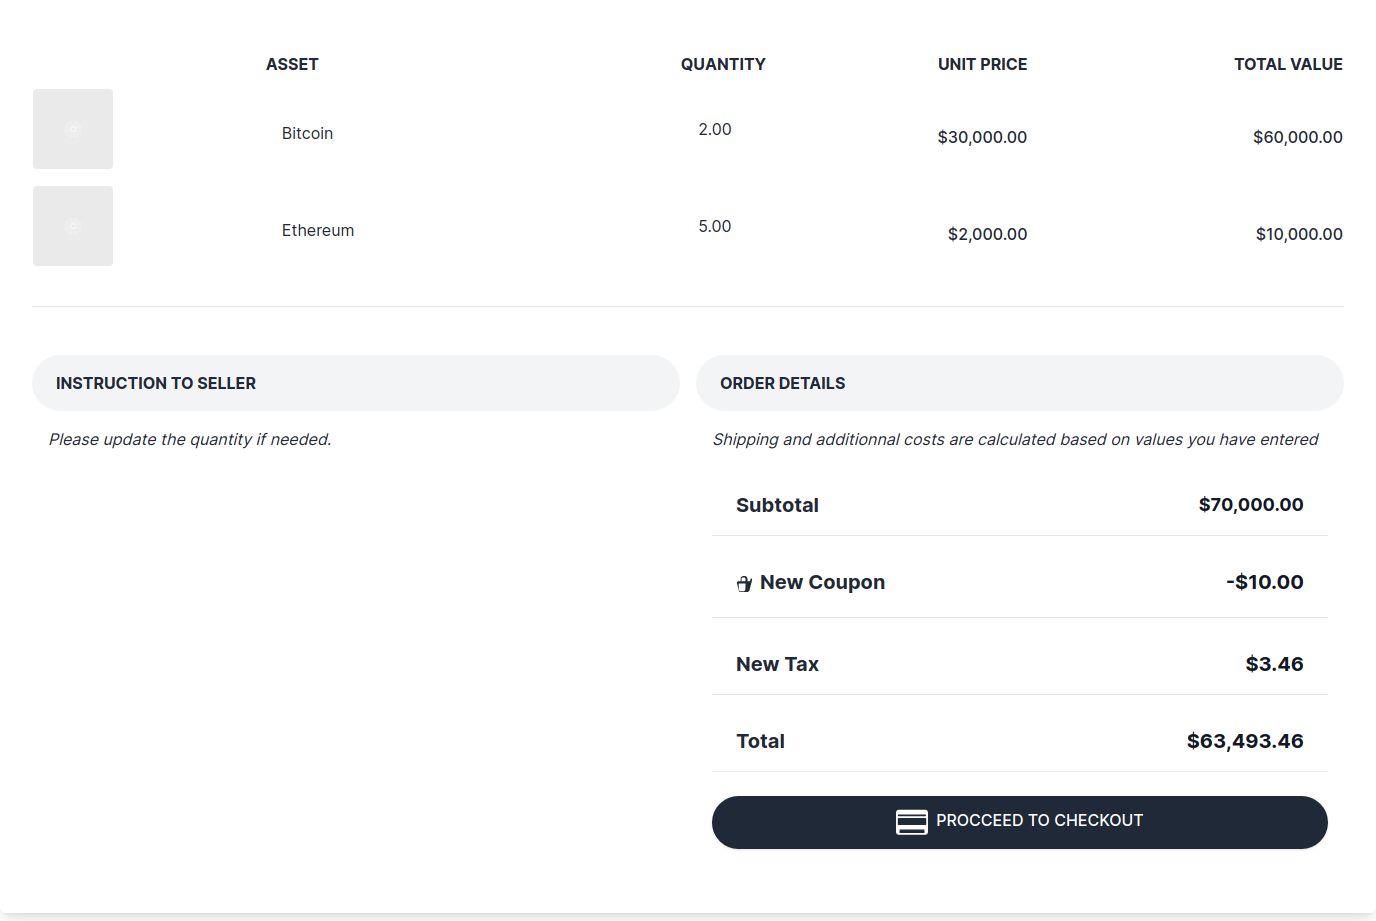 ASSET QUANTITY UNIT PRICE TOTAL VALUE
Bitcoin 2.00 $30,000.00 $60,000.00
Ethereum 5.00 $2,000.00 $10,000.00
INSTRUCTION TO SELLER
Please update the quantity if needed.
ORDER DETAILS
Shipping and additionnal costs are calculated based on values you have entered
Subtotal $70,000.00
New Coupon -$10.00
New Tax $3.46
Total $63,493.46
PROCCEED TO CHECKOUT